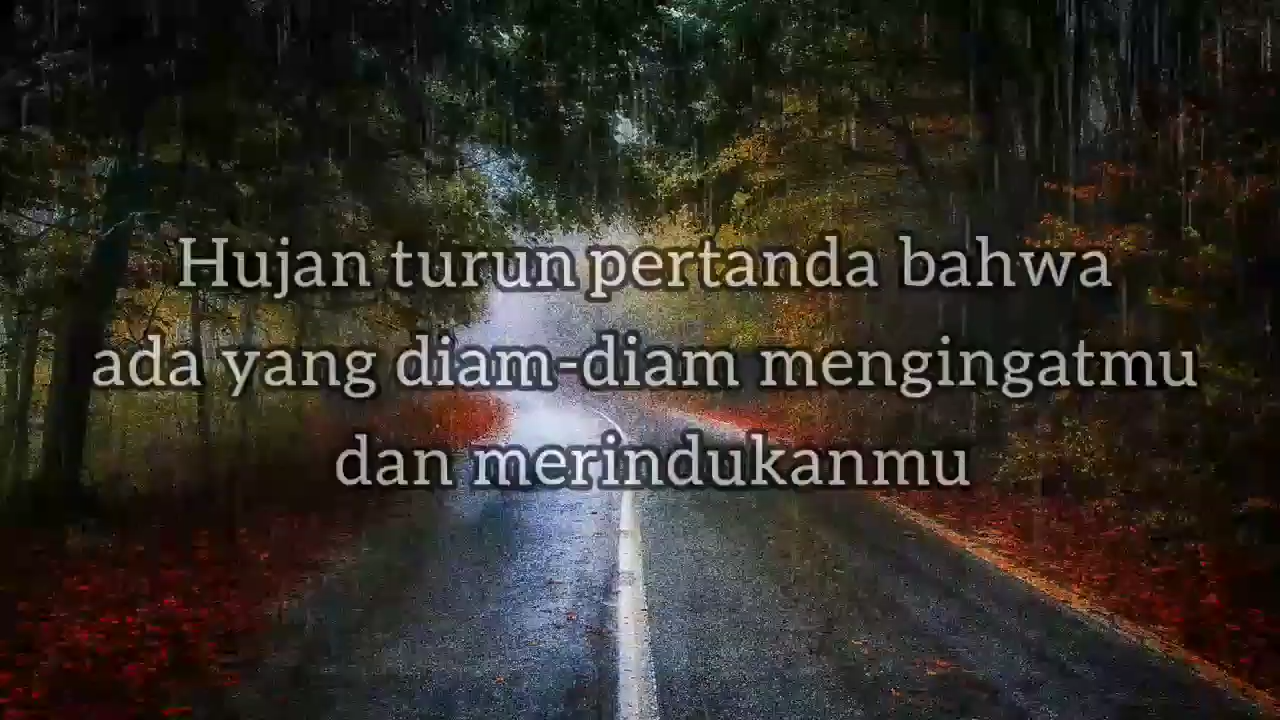 Hujan turun pertanda bahwa
ada yang diam-diam mengingatmu
dan merindukanmu